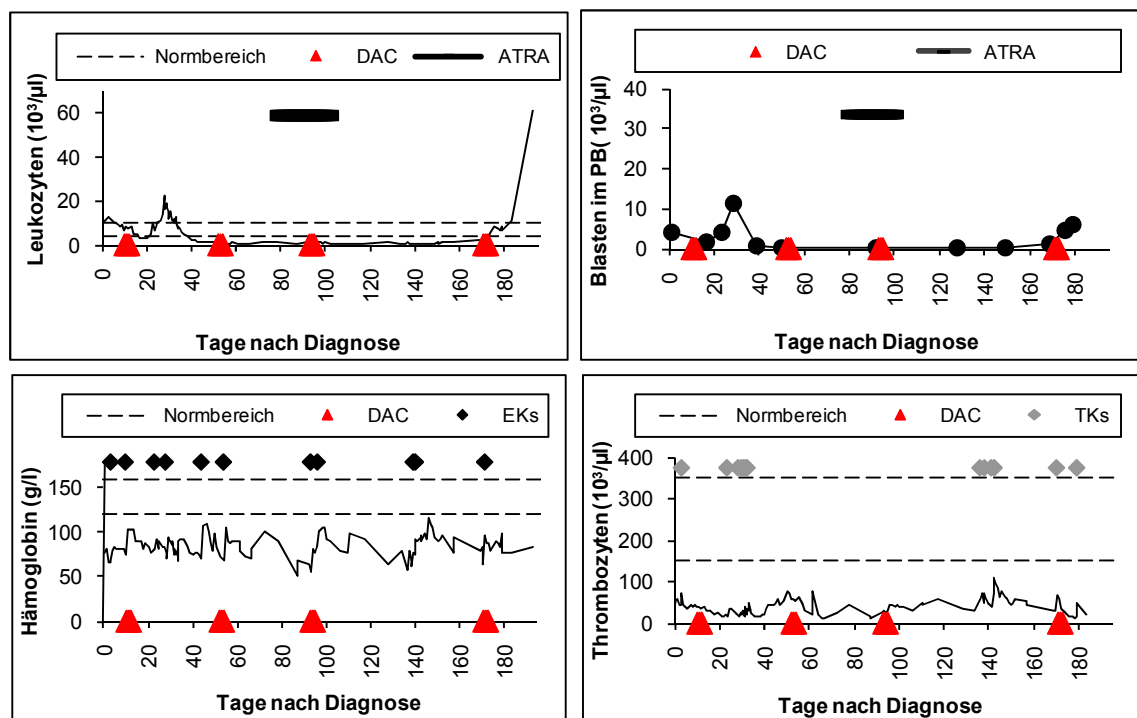 Normbereich DAC ATRA
Leukozyten (10³/µl)
60
40
20
0
0 20 40 60 80 100 120 140 160 180
Tage nach Diagnose
DAC ATRA
Blasten im PB( 10³/µl)
40
30
20
10
0
0 20 40 60 80 100 120 140 160 180
Tage nach Diagnose
Normbereich DAC EKs
Hämoglobin (g/l)
150
100
50
0
0 20 40 60 80 100 120 140 160 180
Tage nach Diagnose
Normbereich DAC TKs
Thrombozyten (10³/µl)
400
300
200
100
0
0 20 40 60 80 100 120 140 160 180
Tage nach Diagnose